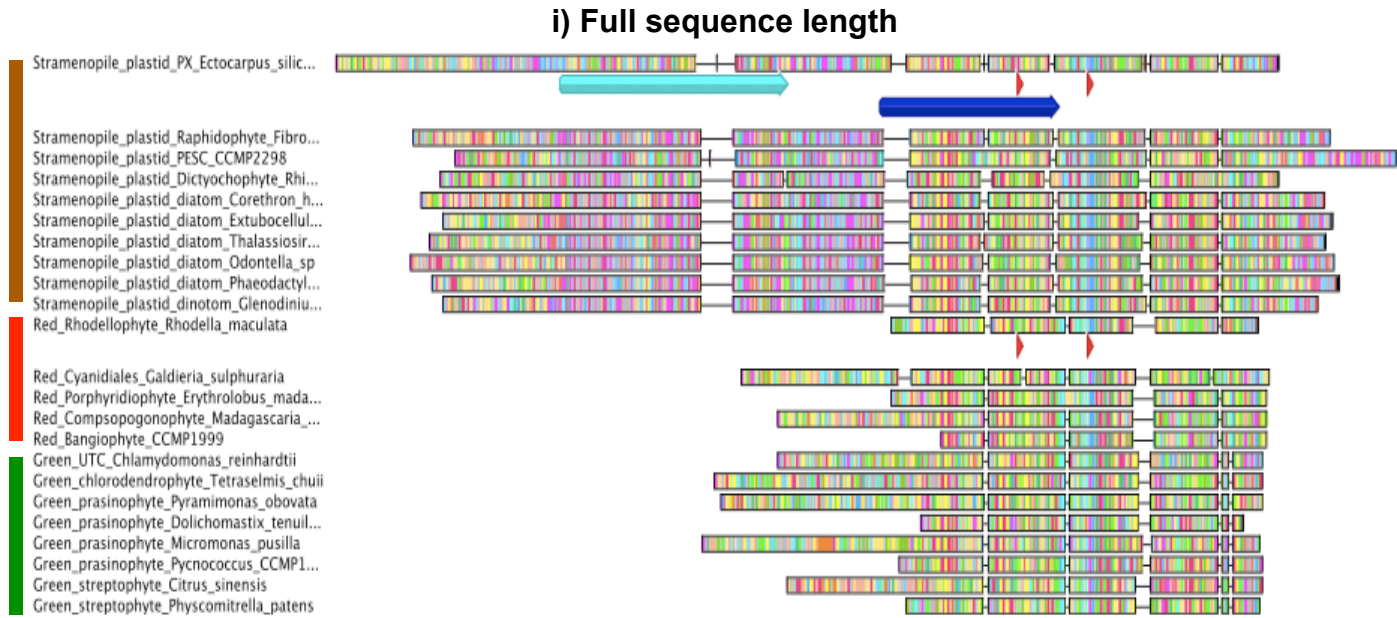 i) Full sequence length
Stramenopile_plastid_PX_Ectocarpus_silic...
Stramenopile_plastid_Raphidophyte_Fibro...
Stramenopile_plastid_PESC_CCMP2298
Stramenopile_plastid_Dictyochophyte_Rhi...
Stramenopile_plastid_diatom_Corethron_h...
Stramenopile_plastid_diatom_Extubocellul...
Stramenopile_plastid_diatom_Thalassiosir...
Stramenopile_plastid_diatom_Odontella_sp
Stramenopile_plastid_diatom_Phaeodactyl...
Stramenopile_plastid_dinotom_Glenodiniu...
Red_Rhodellophyte_Rhodella_maculata
Red_Cyanidiales_Galdieria_sulphuraria
Red_Porphyridiophyte_Erythrolobus_mada...
Red_Compsopogonophyte_Madagascaria_...
Red_Bangiophyte_CCMP1999
Green_UTC_Chlamydomonas_reinhardtii
Green_chlorodendrophyte_Tetraselmis_chuii
Green_prasinophyte_Pyramimonas_obovata
Green_prasinophyte_Dolichomastix_tenuil...
Green_prasinophyte_Micromonas_pusilla
Green_prasinophyte_Pycnococcus_CCMP1...
Green_streptophyte_Citrus_sinensis
Green_streptophyte_Physcomitrella_patens